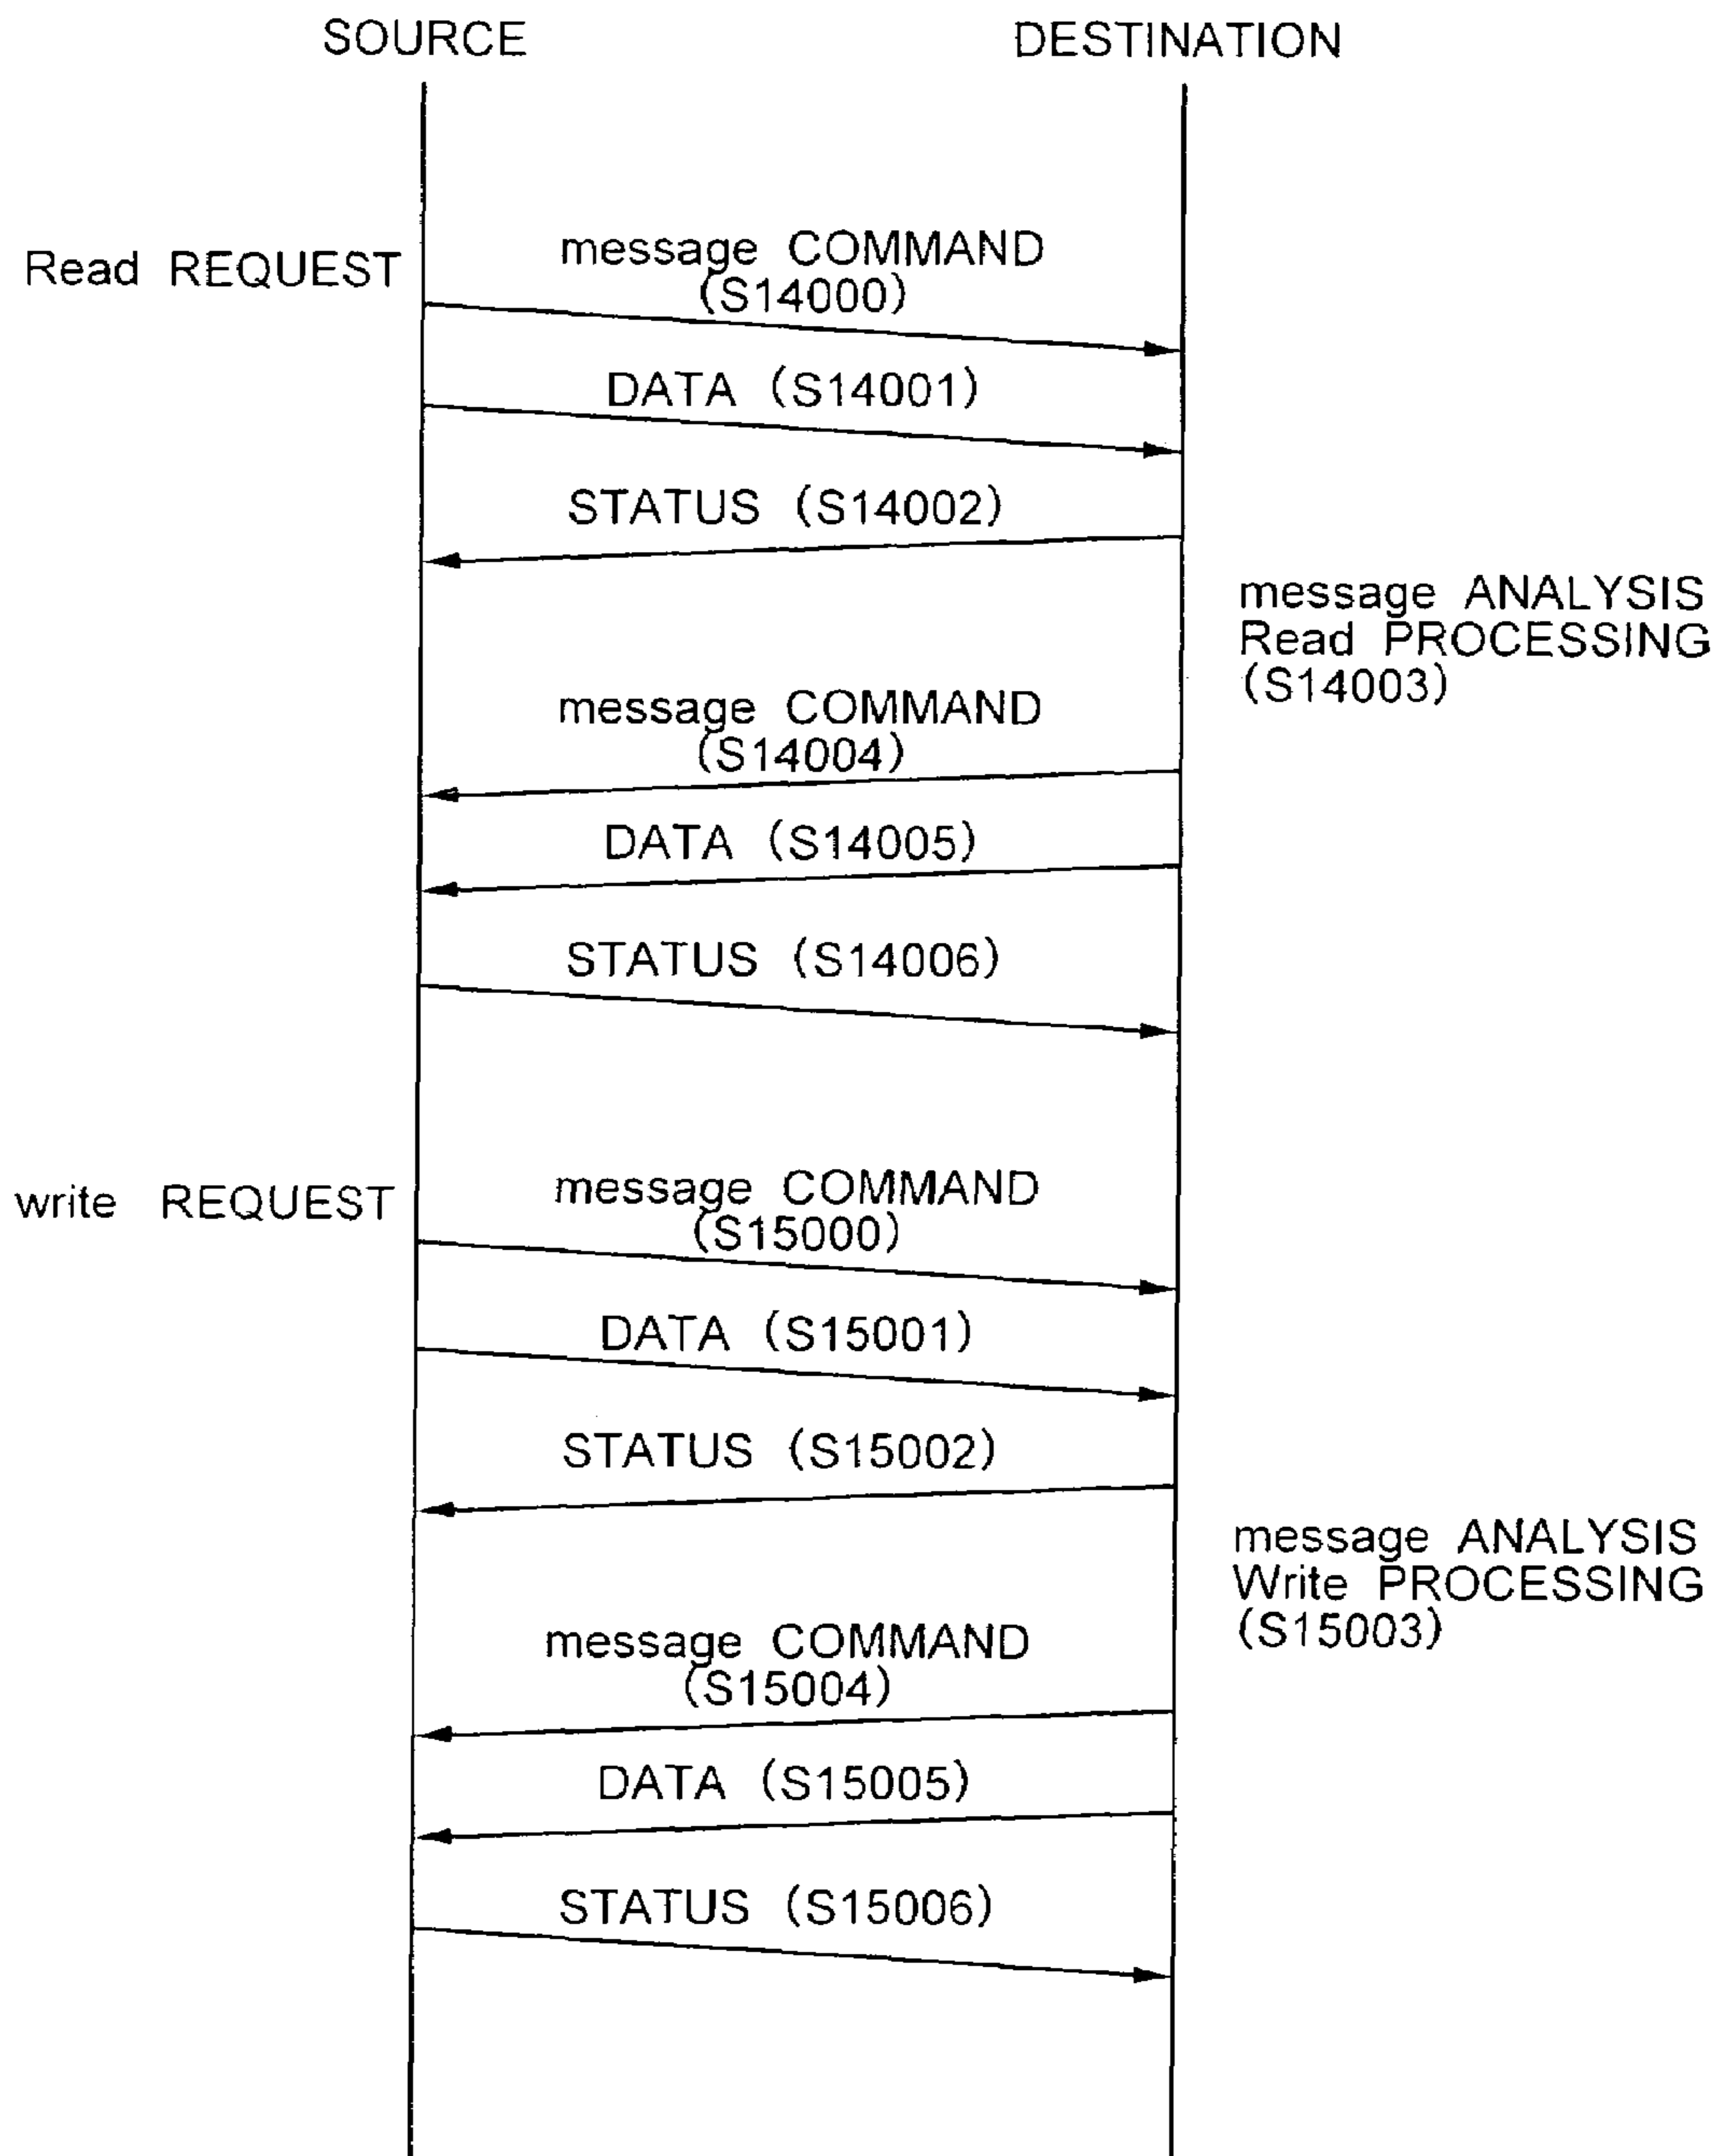 SOURCE
DESTINATION
Read REQUEST
message COMMAND
(S14000)
DATA (S14001)
STATUS (S14002)
message ANALYSIS
Read PROCESSING
(S14003)
message COMMAND
(S14004)
DATA (S14005)
STATUS (S14006)
write REQUEST
message COMMAND
(S15000)
DATA (S15001)
STATUS (S15002)
message ANALYSIS
Write PROCESSING
(S15003)
message COMMAND
(S15004)
DATA (S15005)
STATUS (S15006)